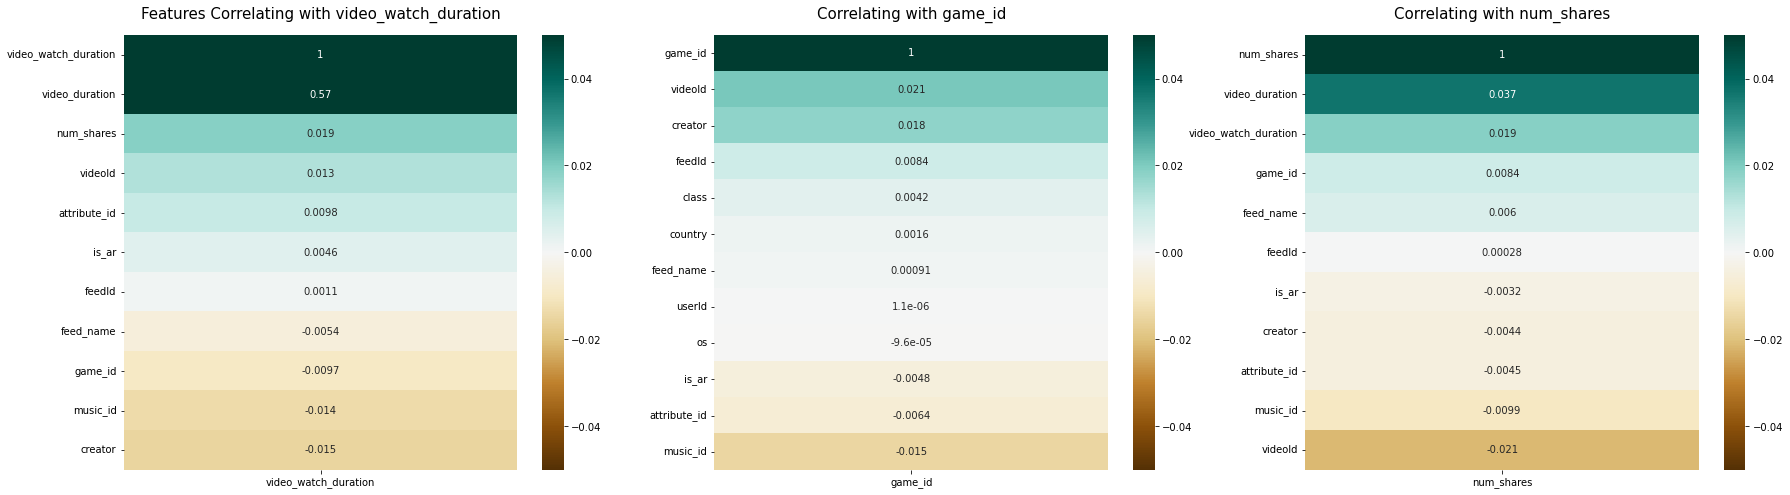 Features Correlating with video_watch_duration
video_watch_duration
1
video_duration
0.57
num_shares
0.019
videoId
0.013
attribute_id
0.0098
is_ar
0.0046
feedId
0.0011
feed_name
-0.0054
game_id
-0.0097
music_id
-0.014
creator
-0.015
video_watch_duration
0.04
0.02
0.00
−0.02
−0.04
Correlating with game_id
game_id
1
videoId
0.021
creator
0.018
feedId
0.0084
class
0.0042
country
0.0016
feed_name
0.00091
userId
1.1e-06
os
-9.6e-05
is_ar
-0.0048
attribute_id
-0.0064
music_id
-0.015
game_id
0.04
0.02
0.00
−0.02
−0.04
Correlating with num_shares
num_shares
1
video_duration
0.037
video_watch_duration
0.019
game_id
0.0084
feed_name
0.006
feedId
0.00028
is_ar
-0.0032
creator
-0.0044
attribute_id
-0.0045
music_id
-0.0099
videoId
-0.021
num_shares
0.04
0.02
0.00
−0.02
−0.04